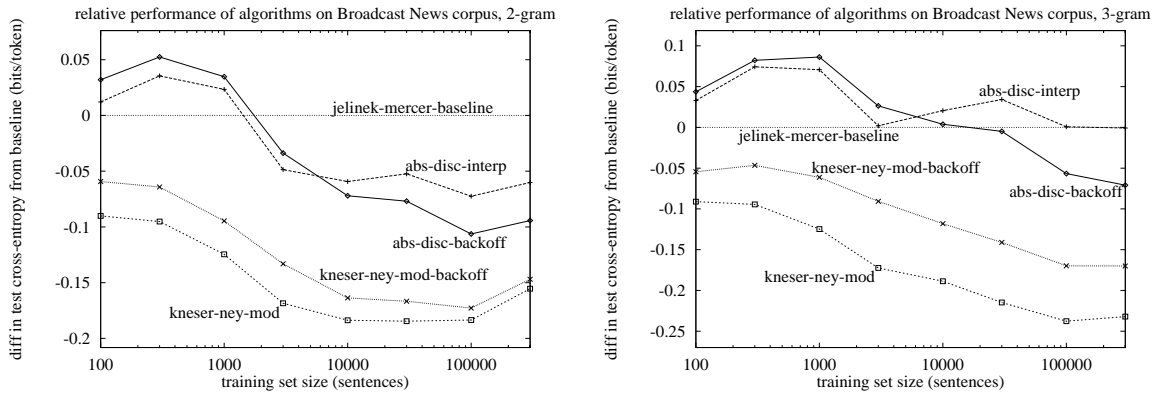 relative performance of algorithms on Broadcast News corpus, 2-gram
diff in test cross-entropy from baseline (bits/token)
0.05
0
-0.05
-0.1
-0.15
-0.2
jelinek-mercer-baseline
abs-disc-interp
abs-disc-backoff
kneser-ney-mod-backoff
kneser-ney-mod
100
1000
10000
100000
training set size (sentences)
relative performance of algorithms on Broadcast News corpus, 3-gram
diff in test cross-entropy from baseline (bits/token)
0.1
0.05
0
-0.05
-0.1
-0.15
-0.2
-0.25
abs-disc-interp
jelinek-mercer-baseline
kneser-ney-mod-backoff
abs-disc-backoff
kneser-ney-mod
100
1000
10000
100000
training set size (sentences)